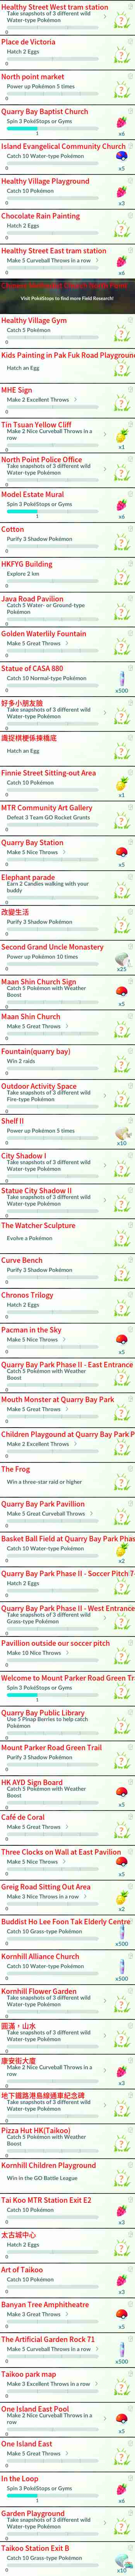 Healthy Street West tram station
Take snapshots of 3 different wild
Water-type Pokémon
0
Place de Victoria
Hatch 2 Eggs
0
North point market
Power up Pokémon 5 times
0
Quarry Bay Baptist Church
Spin 3 PokéStops or Gyms
1
x6
Island Evangelical Community Church
Catch 10 Water-type Pokémon
0
x5
Healthy Village Playground
Catch 10 Pokémon
0
x3
Chocolate Rain Painting
Hatch 2 Eggs
0
Healthy Street East tram station
Make 5 Curveball Throws in a row
0
x6
Visit PokéStops to find more Field Research!
Healthy Village Gym
Catch 5 Pokémon
0
Kids Painting in Pak Fuk Road Playground
Hatch an Egg
0
MHE Sign
Make 2 Excellent Throws
0
Tin Tsuan Yellow Cliff
Make 2 Nice Curveball Throws in a
row
0
x1
North Point Police Office
Take snapshots of 3 different wild
Water-type Pokémon
0
Model Estate Mural
Spin 3 PokéStops or Gyms
1
x6
Cotton
Purify 3 Shadow Pokémon
0
HKFYG Building
Explore 2 km
0
Java Road Pavilion
Catch 5 Water- or Ground-type
Pokémon
0
Golden Waterlily Fountain
Make 5 Great Throws
0
Statue of CASA 880
Catch 10 Normal-type Pokémon
0
x500
好多小朋友臉
Take snapshots of 3 different wild
Water-type Pokémon
0
Hatch an Egg
0
Finnie Street Sitting-out Area
Catch 10 Pokémon
0
x1
MTR Community Art Gallery
Defeat 3 Team GO Rocket Grunts
0
Quarry Bay Station
Make 5 Nice Throws
0
x5
Elephant parade
Earn 2 Candies walking with your
buddy
0
改變生活
Purify 3 Shadow Pokémon
0
Second Grand Uncle Monastery
Power up Pokémon 10 times
0
x25
Maan Shin Church Sign
Catch 5 Pokémon with Weather
Boost
0
x5
Maan Shin Church
Make 5 Great Throws
0
Fountain(quarry bay)
Win 2 raids
0
Outdoor Activity Space
Take snapshots of 3 different wild
Fire-type Pokémon
0
Shelf II
Power up Pokémon 5 times
0
x10
City Shadow I
Take snapshots of 3 different wild
Water-type Pokémon
0
Statue City Shadow II
Take snapshots of 3 different wild
Water-type Pokémon
0
The Watcher Sculpture
Evolve a Pokémon
0
Curve Bench
Purify 3 Shadow Pokémon
0
Chronos Trilogy
Hatch 2 Eggs
0
Pacman in the Sky
Make 5 Nice Throws
0
x5
Quarry Bay Park Phase II - East Entrance
Catch 5 Pokémon with Weather
Boost
0
Mouth Monster at Quarry Bay Park
Make 5 Great Throws
0
Children Playgound at Quarry Bay Park P
Make 2 Excellent Throws
0
The Frog
Win a three-star raid or higher
0
Quarry Bay Park Pavillion
Make 5 Great Curveball Throws
0
Basket Ball Field at Quarry Bay Park Phas
Catch 10 Water-type Pokémon
0
x2
Quarry Bay Park Phase II - Soccer Pitch 7-
Hatch 2 Eggs
0
Quarry Bay Park Phase II - West Entrance
Take snapshots of 3 different wild
Grass-type Pokémon
0
Pavillion outside our soccer pitch
Make 10 Nice Throws
0
Welcome to Mount Parker Road Green Tra
Spin 3 PokéStops or Gyms
1
Quarry Bay Public Library
Use 5 Pinap Berries to help catch
Pokémon
0
Mount Parker Road Green Trail
Purify 3 Shadow Pokémon
0
HK AYD Sign Board
Catch 5 Pokémon with Weather
Boost
0
x5
Café de Coral
Make 5 Great Throws
0
Three Clocks on Wall at East Pavilion
Make 5 Nice Throws
0
x5
Greig Road Sitting Out Area
Make 3 Nice Throws in a row
0
x2
Buddist Ho Lee Foon Tak Elderly Centre
Catch 10 Grass-type Pokémon
0
x500
Kornhill Alliance Church
Catch 10 Water-type Pokémon
0
x500
Kornhill Flower Garden
Take snapshots of 3 different wild
Water-type Pokémon
0
圓滿，山水
Take snapshots of 3 different wild
Water-type Pokémon
0
康安街大廈
Make 2 Nice Curveball Throws in a
row
0
x3
地下鐵路港島線通車紀念碑
Take snapshots of 3 different wild
Water-type Pokémon
0
Pizza Hut HK(Taikoo)
Catch 5 Pokémon with Weather
Boost
0
Kornhill Children Playground
Win in the GO Battle League
0
Tai Koo MTR Station Exit E2
Catch 10 Pokémon
0
x3
太古城中心
Hatch 2 Eggs
0
Art of Taikoo
Catch 10 Pokémon
0
x3
Banyan Tree Amphitheatre
Make 3 Great Throws
0
x5
The Artificial Garden Rock 71
Make 5 Curveball Throws in a row
0
x500
Taikoo park map
Make 3 Excellent Throws in a row
0
One Island East Pool
Make 2 Nice Curveball Throws in a
row
0
x5
One Island East
Make 5 Great Throws
0
In the Loop
Spin 3 PokéStops or Gyms
1
x6
Garden Playground
Take snapshots of 3 different wild
Water-type Pokémon
0
Taikoo Station Exit B
Catch 10 Grass-type Pokémon
0
x10